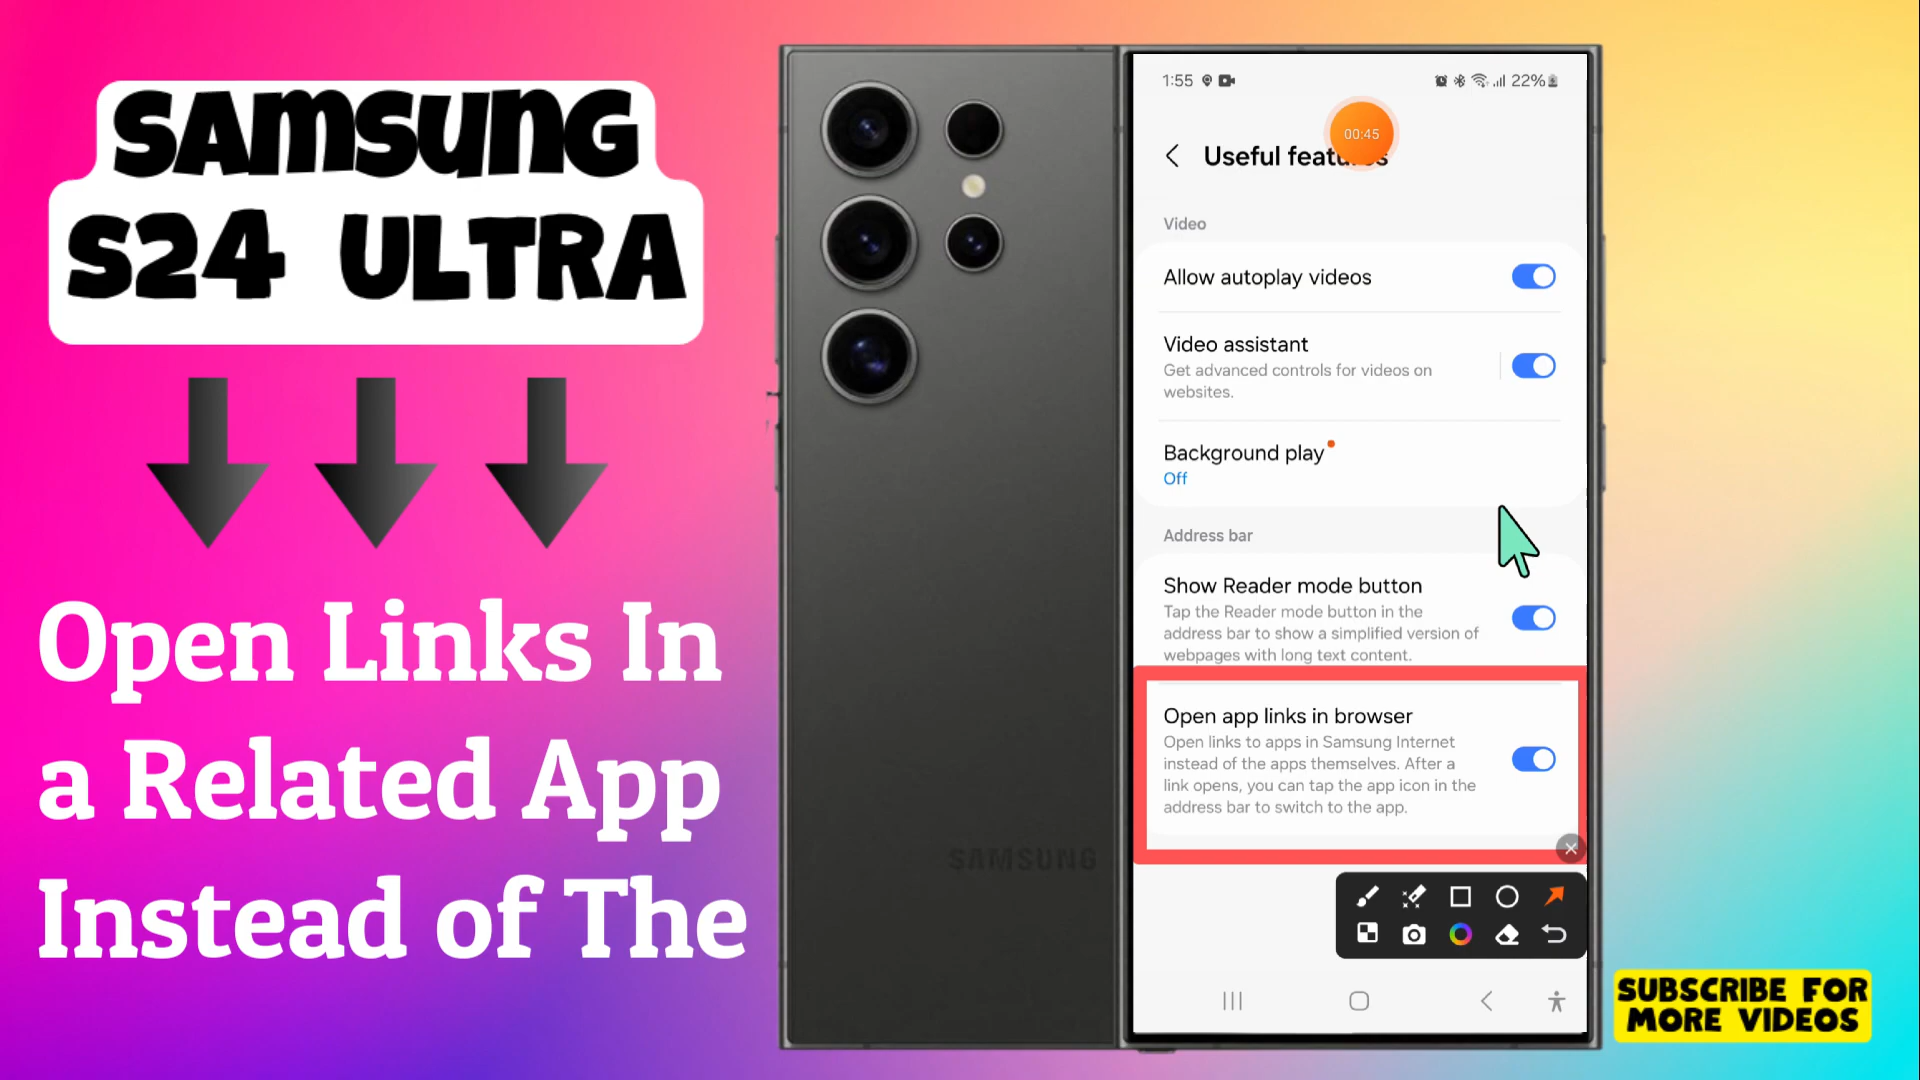 SAMSUNG
S24 ULTRA
Open Links In
a Related App
Instead of The
SAMSUNG
1:55
22%
00:45
Useful features
Video
Allow autoplay videos
Video assistant
Get advanced controls for videos on
websites.
Background play
Off
Address bar
Show Reader mode button
Tap the Reader mode button in the
address bar to show a simplified version of
webpages with long text content.
Open app links in browser
Open links to apps in Samsung Internet
instead of the apps themselves. After a
link opens, you can tap the app icon in the
address bar to switch to the app.
SUBSCRIBE FOR
MORE VIDEOS